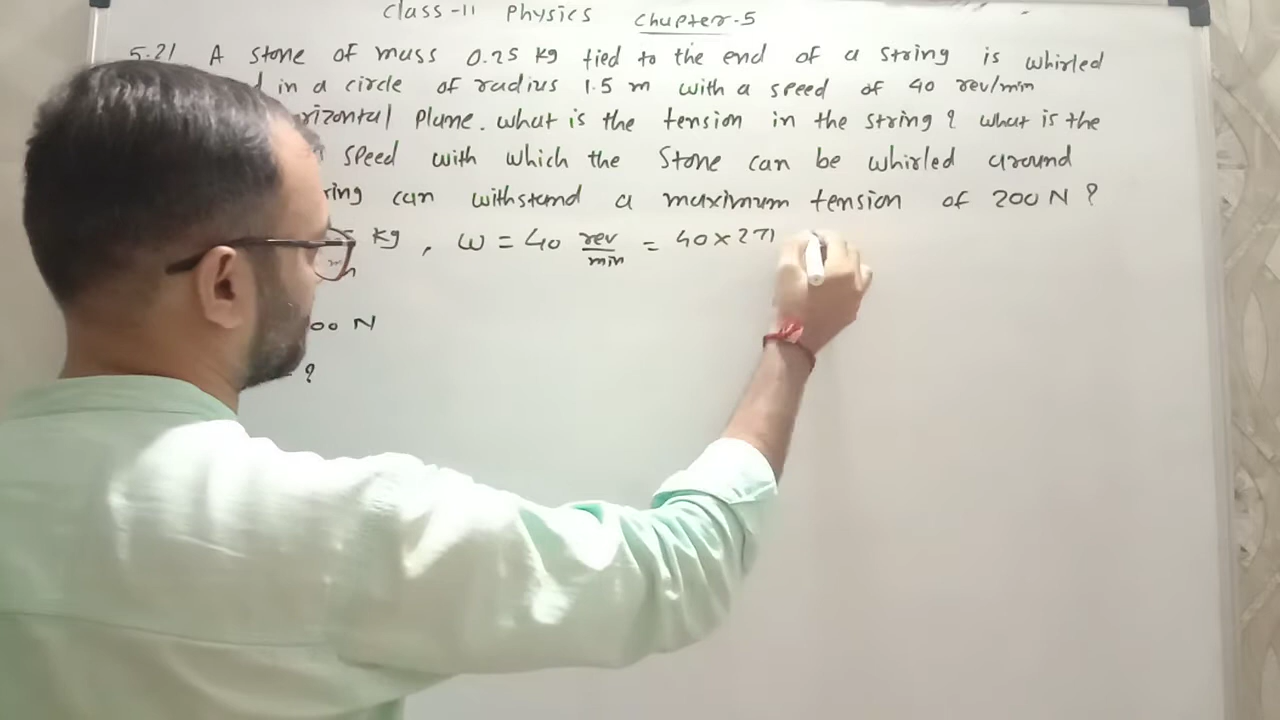 Class-11 Physics Chapter-5
5.21 A stone of mass 0.25 kg tied to the end of a string is whirled
in a circle of radius 1.5 m with a speed of 40 rev/min
rizontal plane. what is the tension in the string? what is the
speed with which the stone can be whirled around
ring can withstand a maximum tension of 200 N?
kg, ω = 40 rev/min = 40 × 2π
00 N
?